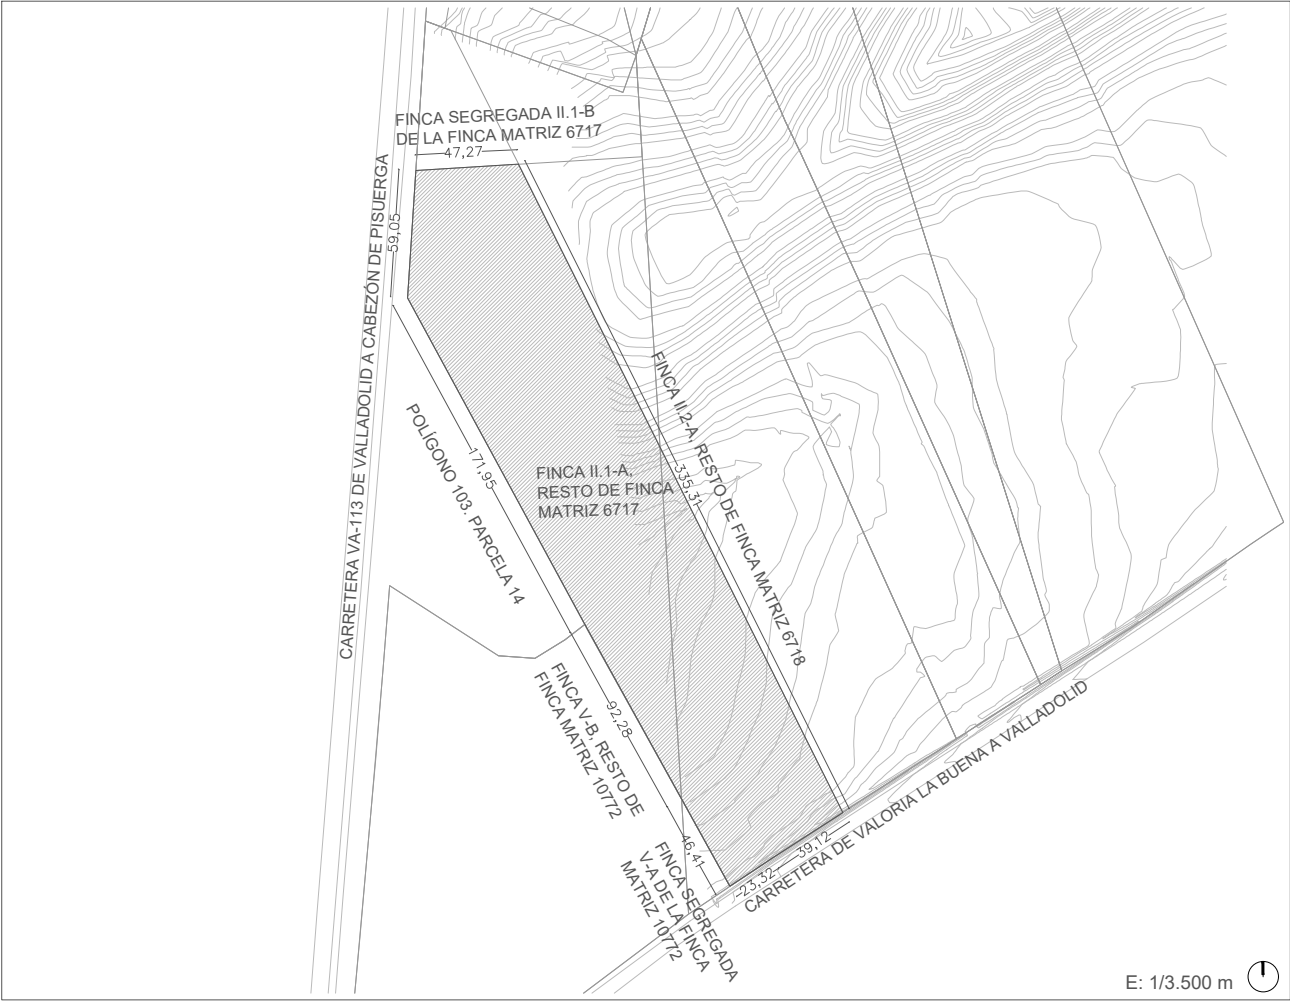 FINCA SEGREGADA II.1-B
DE LA FINCA MATRIZ 6717
47,27
59,05
CARRETERA VA-113 DE VALLADOLID A CABEZÓN DE PISUERGA
FINCA II.2-A, RESTO DE FINCA MATRIZ 6718
335,31
POLÍGONO 103. PARCELA 14
171,95
FINCA II.1-A,
RESTO DE FINCA
MATRIZ 6717
FINCA V-B, RESTO DE
FINCA MATRIZ 10772
92,28
46,41
FINCA SEGREGADA
V-A DE LA FINCA
MATRIZ 10772
23,32
39,12
CARRETERA DE VALORIA LA BUENA A VALLADOLID
E: 1/3.500 m